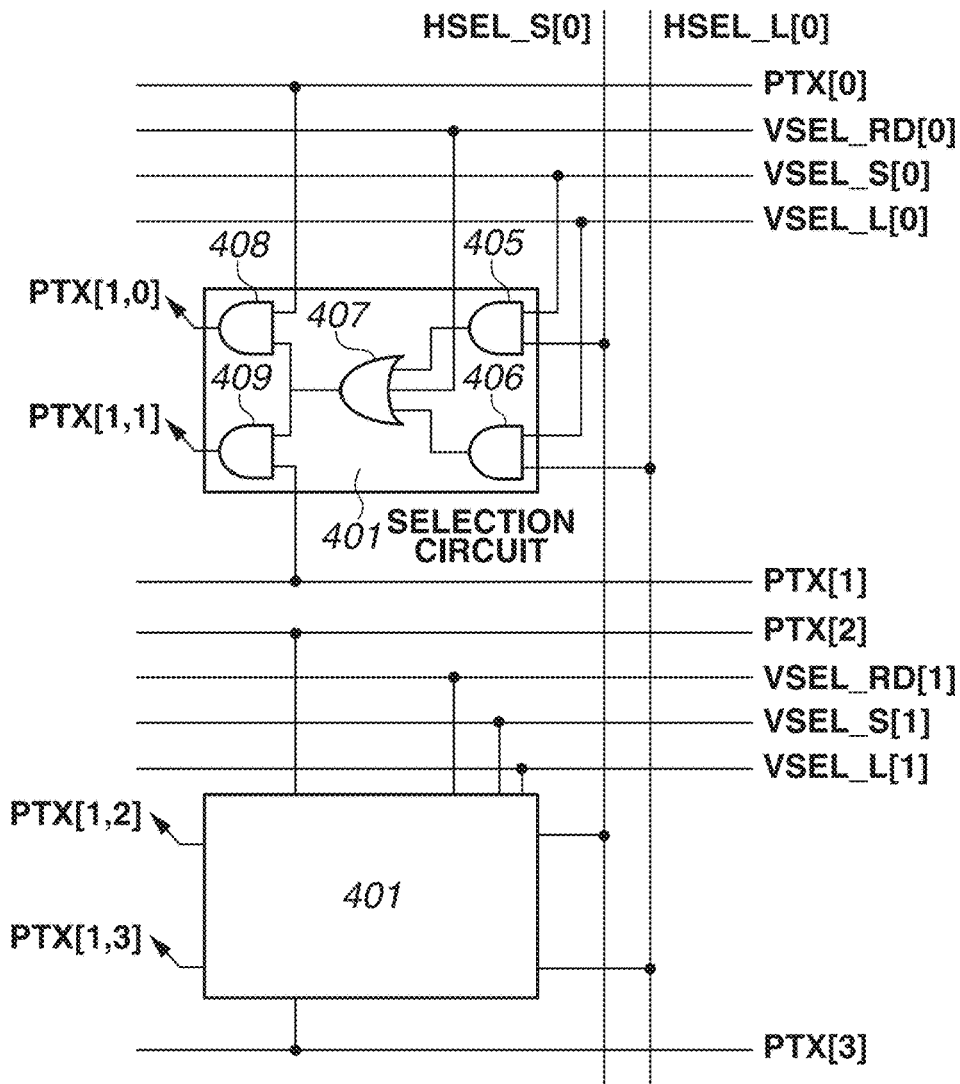 HSEL_S[0]
HSEL_L[0]
PTX[0]
VSEL_RD[0]
VSEL_S[0]
VSEL_L[0]
408
405
PTX[1,0]
407
409
406
PTX[1,1]
401
SELECTION
CIRCUIT
PTX[1]
PTX[2]
VSEL_RD[1]
VSEL_S[1]
VSEL_L[1]
PTX[1,2]
401
PTX[1,3]
PTX[3]